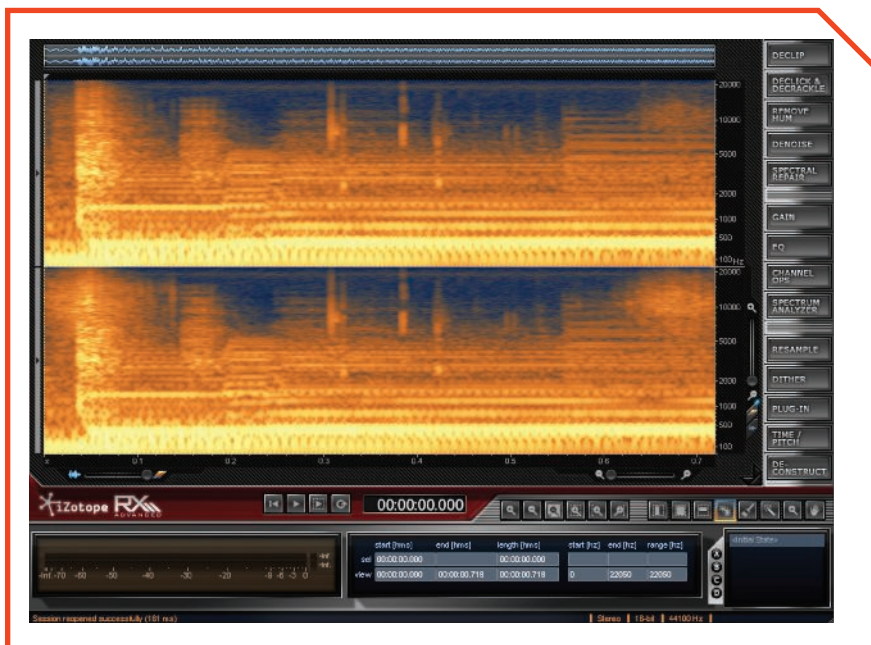 DECLIP
DECLICK &
DECRACKLE
REMOVE
HUM
DENOISE
SPECTRAL
REPAIR
GAIN
EQ
CHANNEL
OPS
SPECTRUM
ANALYZER
RESAMPLE
DITHER
PLUG-IN
TIME /
PITCH
DE-
CONSTRUCT
20000
10000
5000
2000
1000
500
100 Hz
20000
10000
5000
2000
1000
500
100
0.1 0.2 0.3 0.4 0.5 0.6 0.7
iZotope RX
ADVANCED
00:00:00.000
-Inf. -70 -60 -50 -40 -30 -20 -9 -6 -3 0
-Inf
-Inf
start [hms] end [hms] length [hms] start [hz] end [hz] range [hz]
sel 00:00:00.000 00:00:00.000
view 00:00:00.000 00:00:00.718 00:00:00.718 0 22050 22050
A
B
C
D
<Initial State>
Session reopened successfully (161 ms)
Stereo | 16-bit | 44100 Hz